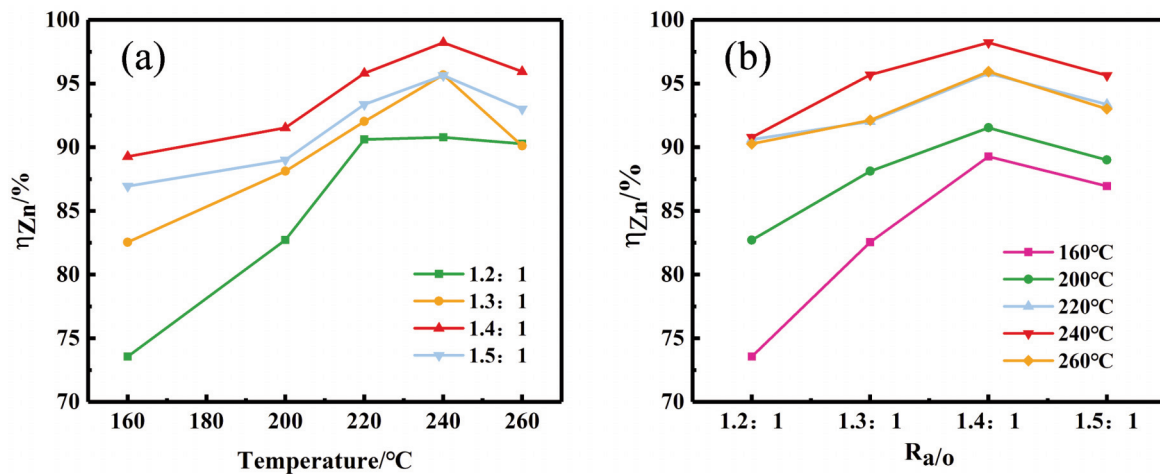 (a)
ηZn/%
100
95
90
85
80
75
70
160 180 200 220 240 260
Temperature/°C
1.2：1
1.3：1
1.4：1
1.5：1
(b)
ηZn/%
100
95
90
85
80
75
70
1.2：1 1.3：1 1.4：1 1.5：1
Ra/o
160°C
200°C
220°C
240°C
260°C